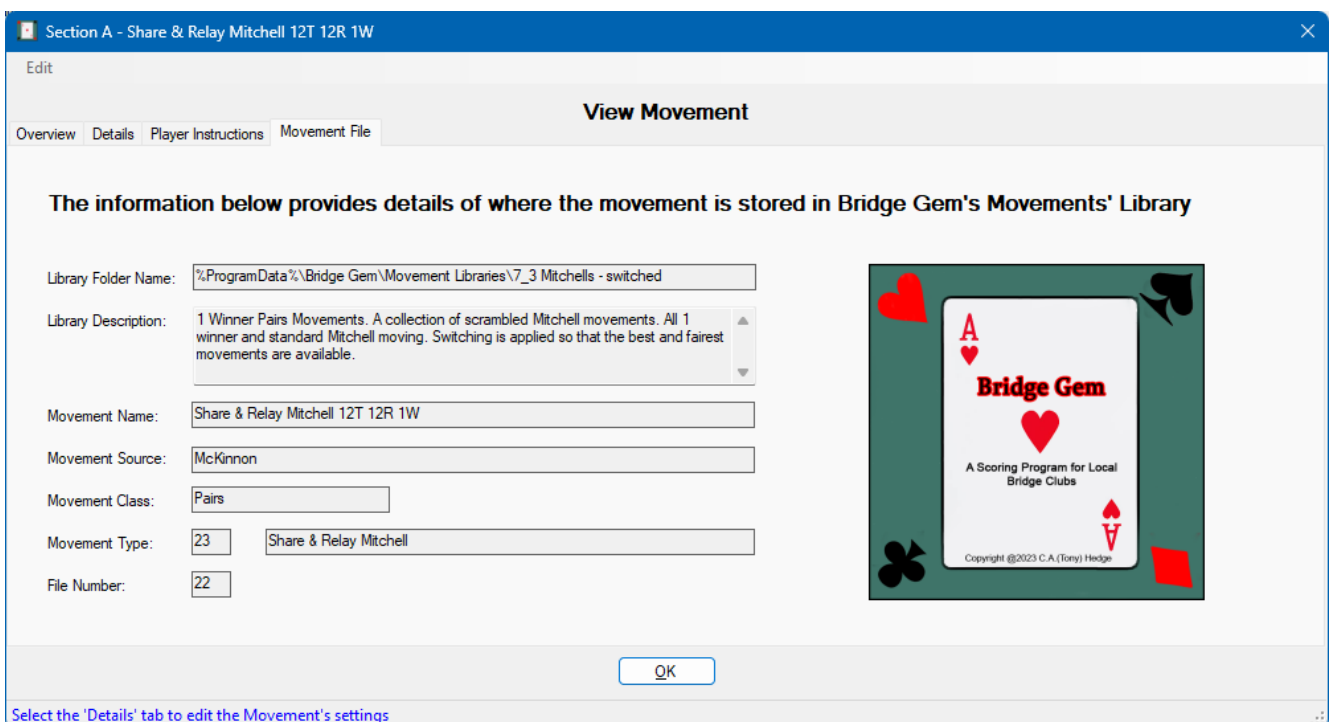 Section A - Share & Relay Mitchell 12T 12R 1W
Edit
View Movement
Overview Details Player Instructions Movement File
The information below provides details of where the movement is stored in Bridge Gem's Movements' Library
Library Folder Name: %ProgramData%\Bridge Gem\Movement Libraries\7_3 Mitchells - switched
Library Description: 1 Winner Pairs Movements. A collection of scrambled Mitchell movements. All 1
winner and standard Mitchell moving. Switching is applied so that the best and fairest
movements are available.
Movement Name: Share & Relay Mitchell 12T 12R 1W
Movement Source: McKinnon
Movement Class: Pairs
Movement Type: 23 Share & Relay Mitchell
File Number: 22
A
Bridge Gem
A Scoring Program for Local
Bridge Clubs
A
Copyright @2023 C.A.(Tony) Hedge
OK
Select the 'Details' tab to edit the Movement's settings